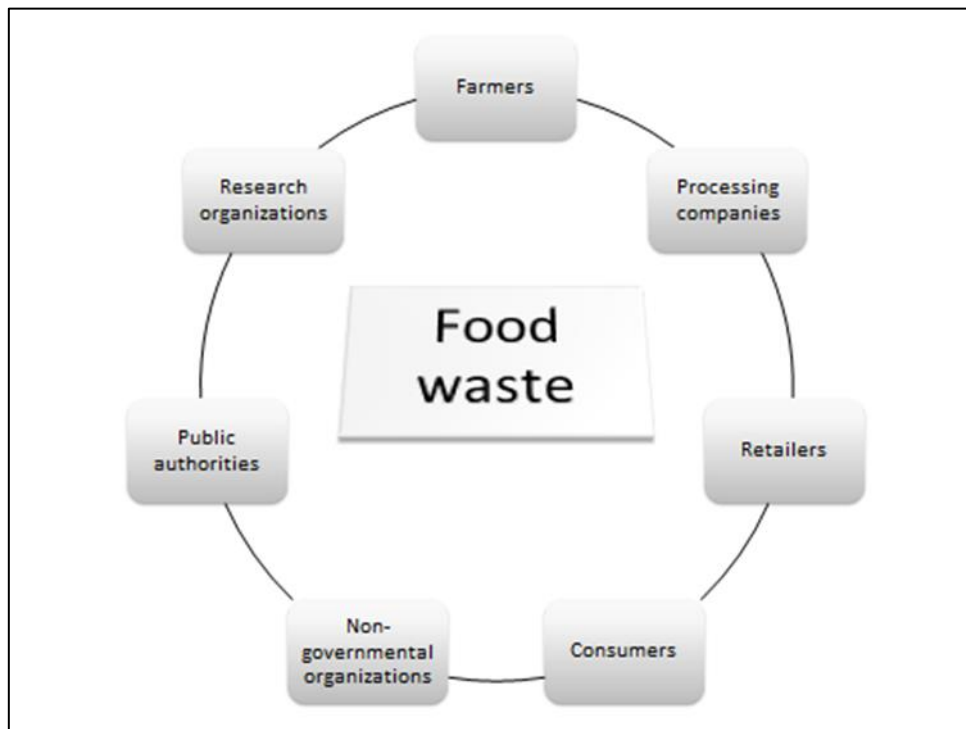 Farmers
Processing
companies
Retailers
Consumers
Non-
governmental
organizations
Public
authorities
Research
organizations
Food
waste